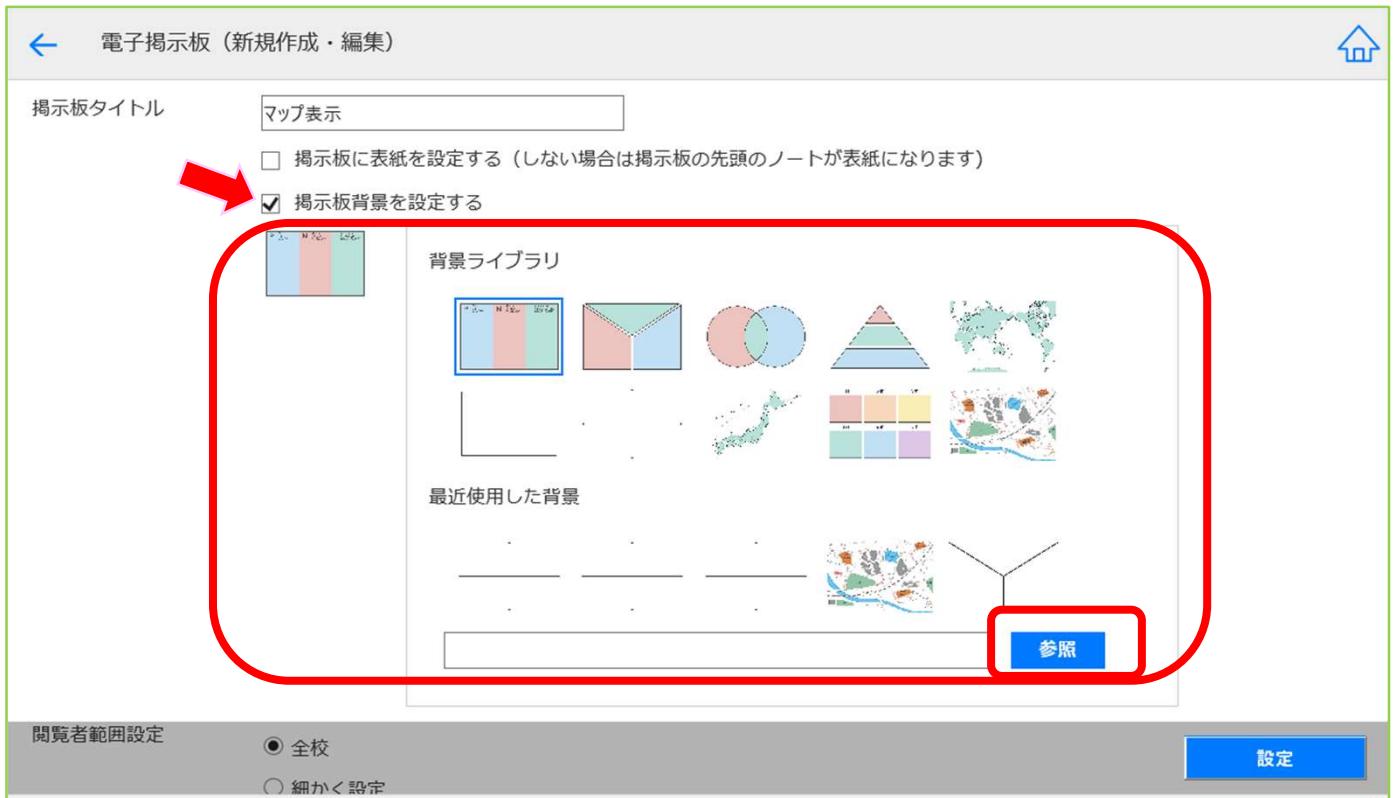 電子掲示板（新規作成・編集）
掲示板タイトル
マップ表示
掲示板に表紙を設定する（しない場合は掲示板の先頭のノートが表紙になります）
掲示板背景を設定する
背景ライブラリ
最近使用した背景
参照
閲覧者範囲設定
全校
設定
細かく設定